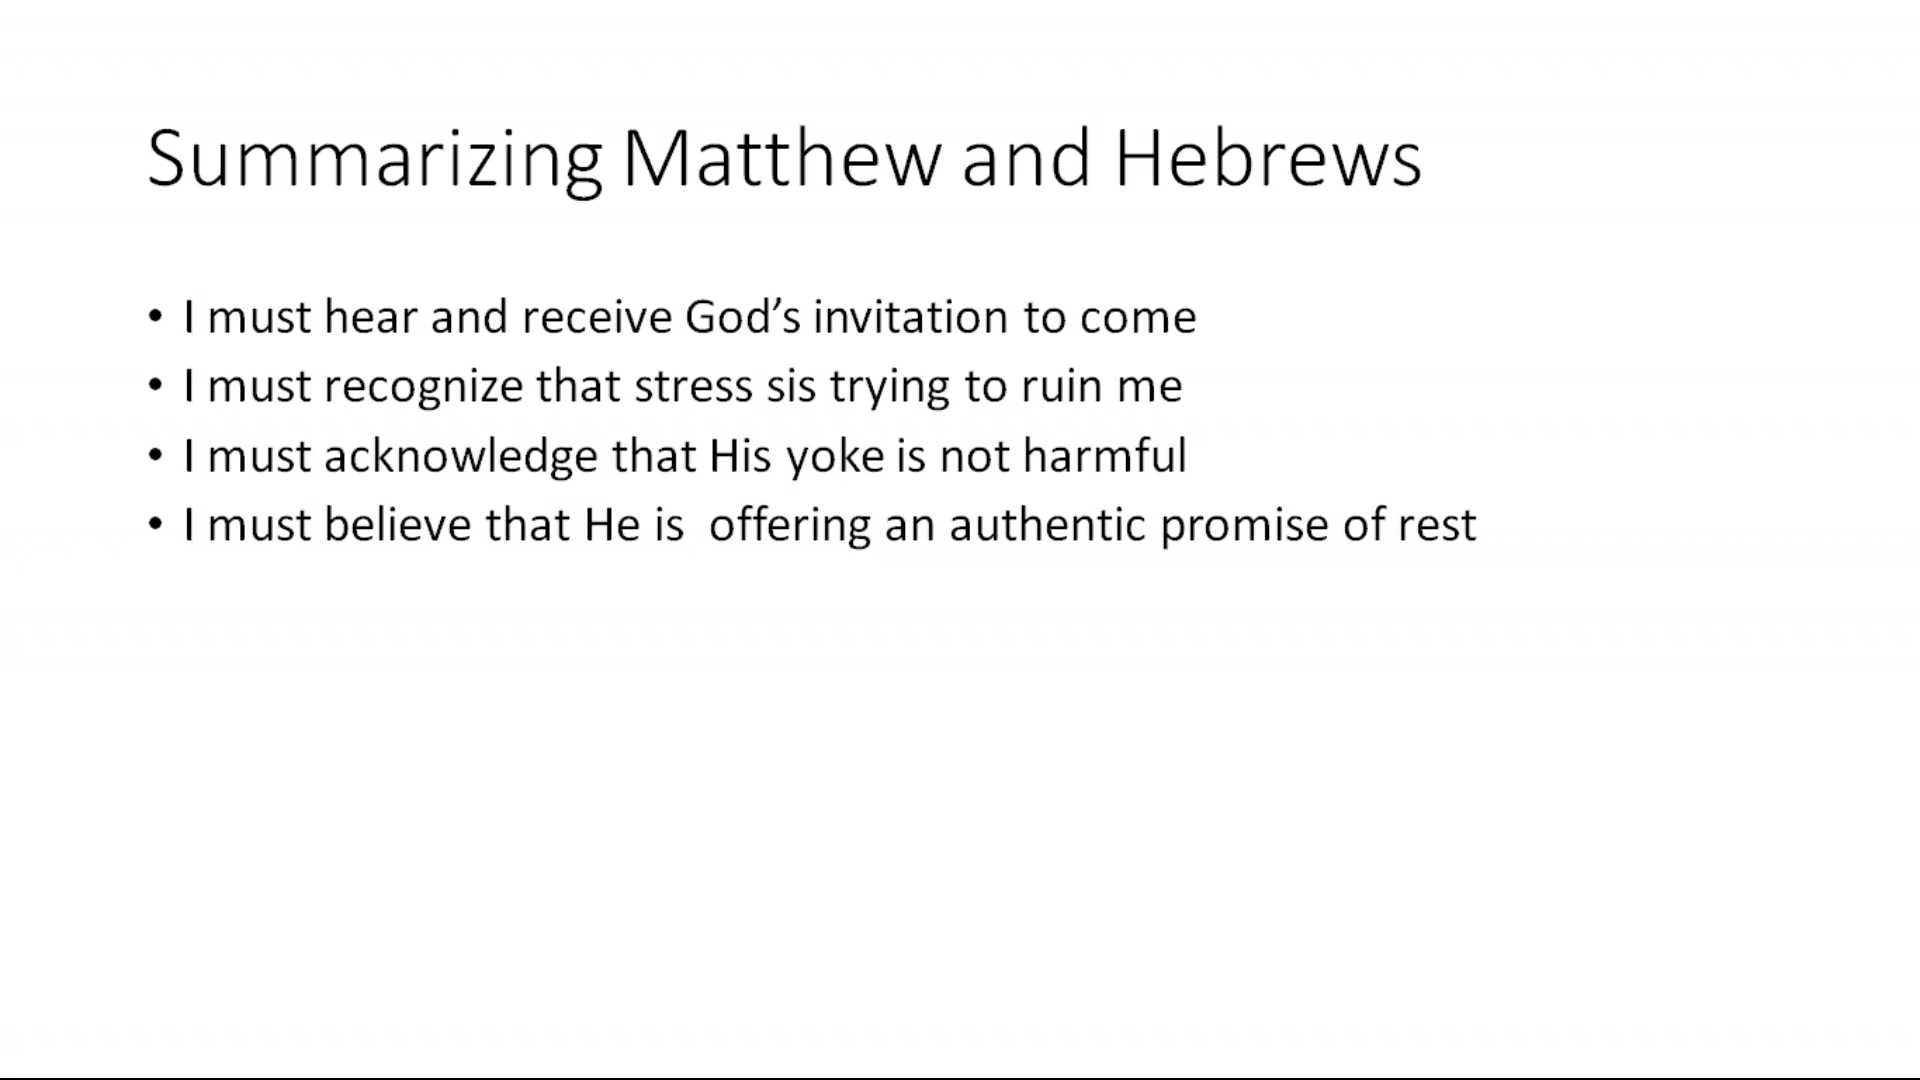 Summarizing Matthew and Hebrews
• I must hear and receive God’s invitation to come
• I must recognize that stress sis trying to ruin me
• I must acknowledge that His yoke is not harmful
• I must believe that He is  offering an authentic promise of rest